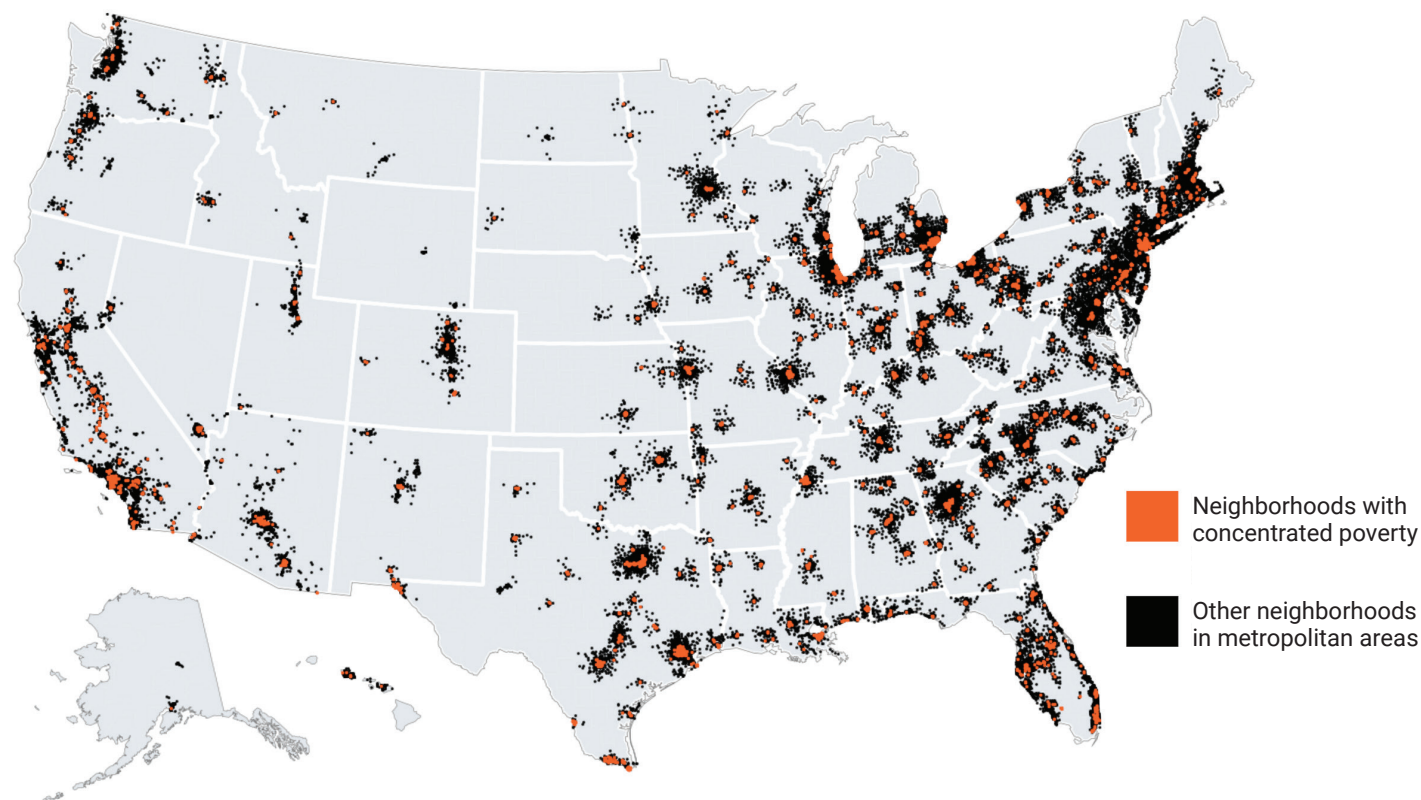 Neighborhoods with
concentrated poverty
Other neighborhoods
in metropolitan areas